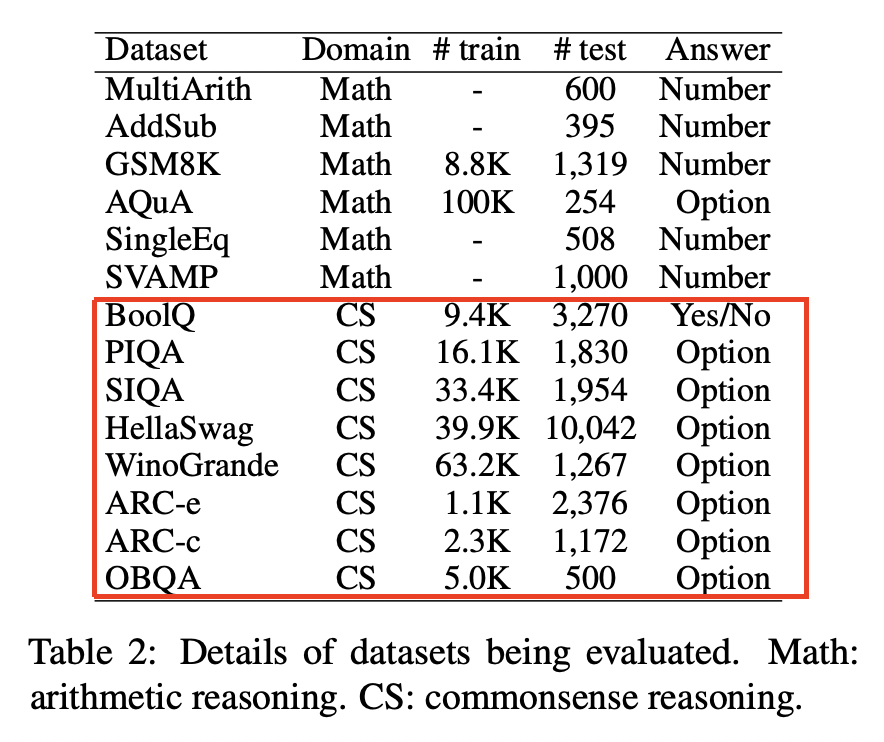 Dataset Domain # train # test Answer
MultiArith Math - 600 Number
AddSub Math - 395 Number
GSM8K Math 8.8K 1,319 Number
AQuA Math 100K 254 Option
SingleEq Math - 508 Number
SVAMP Math - 1,000 Number
BoolQ CS 9.4K 3,270 Yes/No
PIQA CS 16.1K 1,830 Option
SIQA CS 33.4K 1,954 Option
HellaSwag CS 39.9K 10,042 Option
WinoGrande CS 63.2K 1,267 Option
ARC-e CS 1.1K 2,376 Option
ARC-c CS 2.3K 1,172 Option
OBQA CS 5.0K 500 Option
Table 2: Details of datasets being evaluated. Math:
arithmetic reasoning. CS: commonsense reasoning.